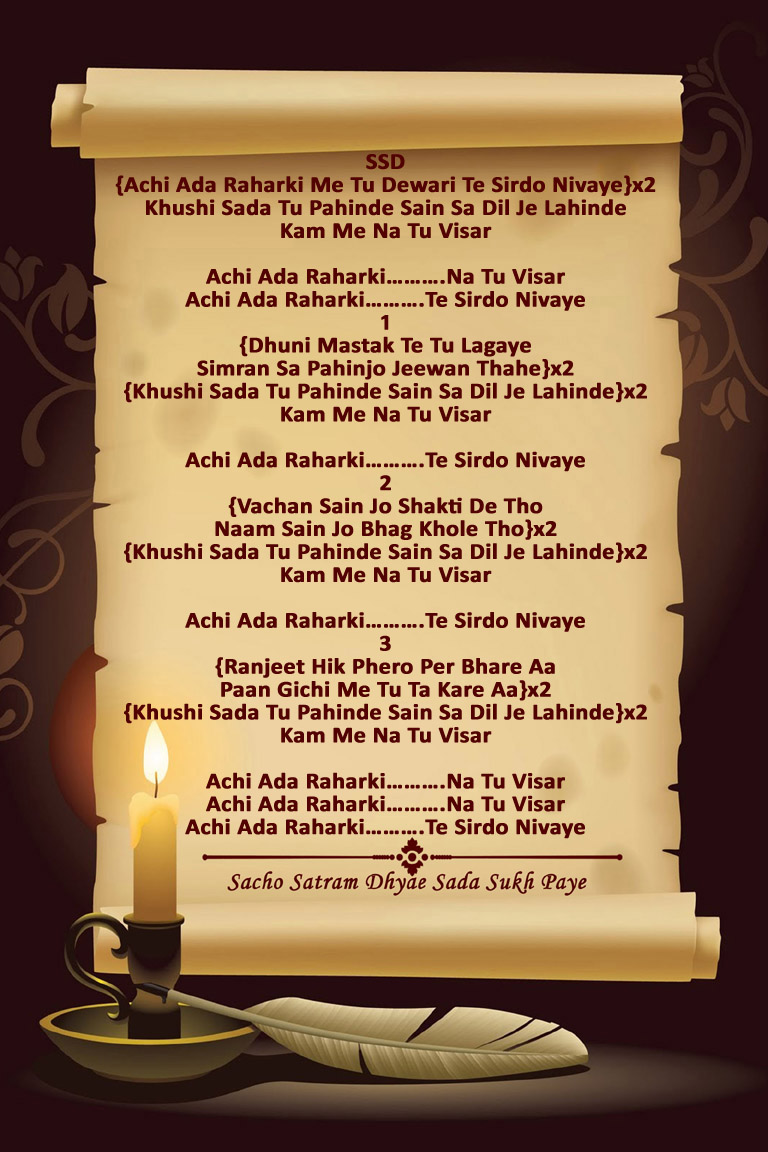 SSD
{Achi Ada Raharki Me Tu Dewari Te Sirdo Nivaye}x2
Khushi Sada Tu Pahinde Sain Sa Dil Je Lahinde
Kam Me Na Tu Visar
Achi Ada Raharki……….Na Tu Visar
Achi Ada Raharki……….Te Sirdo Nivaye
1
{Dhuni Mastak Te Tu Lagaye
Simran Sa Pahinjo Jeewan Thahe}x2
{Khushi Sada Tu Pahinde Sain Sa Dil Je Lahinde}x2
Kam Me Na Tu Visar
Achi Ada Raharki……….Te Sirdo Nivaye
2
{Vachan Sain Jo Shakti De Tho
Naam Sain Jo Bhag Khole Tho}x2
{Khushi Sada Tu Pahinde Sain Sa Dil Je Lahinde}x2
Kam Me Na Tu Visar
Achi Ada Raharki……….Te Sirdo Nivaye
3
{Ranjeet Hik Phero Per Bhare Aa
Paan Gichi Me Tu Ta Kare Aa}x2
{Khushi Sada Tu Pahinde Sain Sa Dil Je Lahinde}x2
Kam Me Na Tu Visar
Achi Ada Raharki……….Na Tu Visar
Achi Ada Raharki……….Na Tu Visar
Achi Ada Raharki……….Te Sirdo Nivaye
Sacho Satram Dhyae Sada Sukh Paye